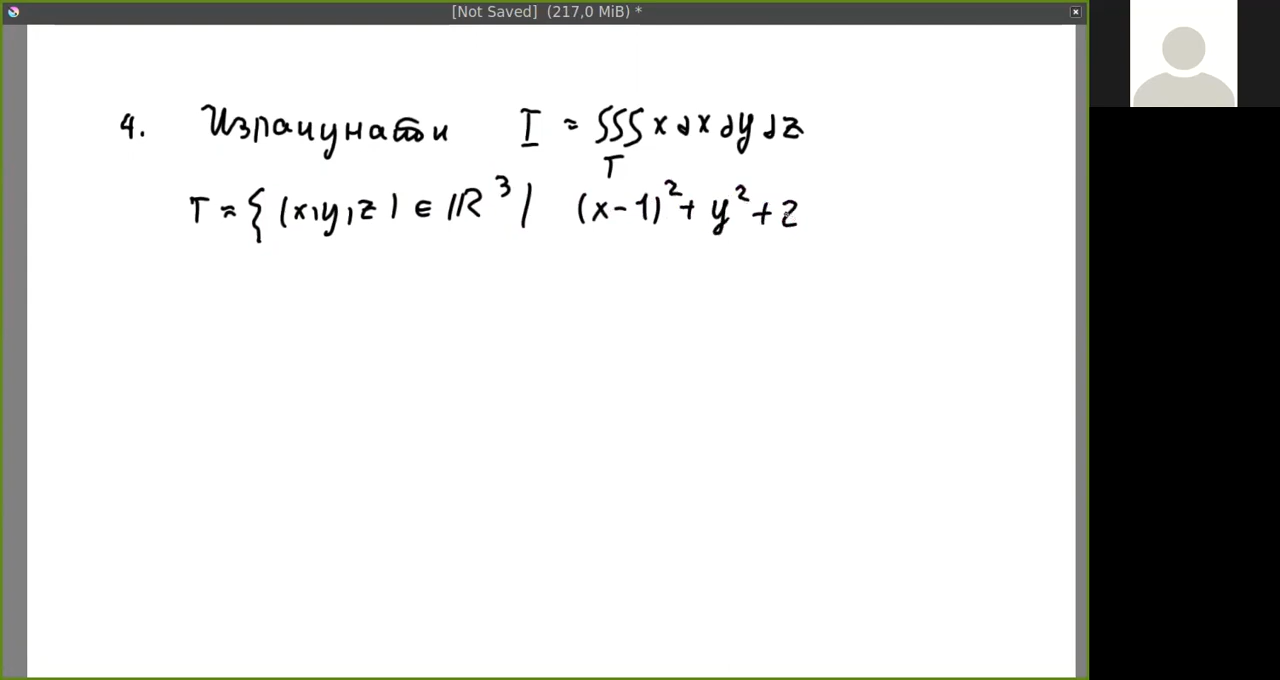 [Not Saved] (217,0 MiB) *
4. Израчунати I = ∫∫∫ x dx dy dz
T
T = { (x,y,z) ∈ ℝ³ | (x-1)² + y² + z